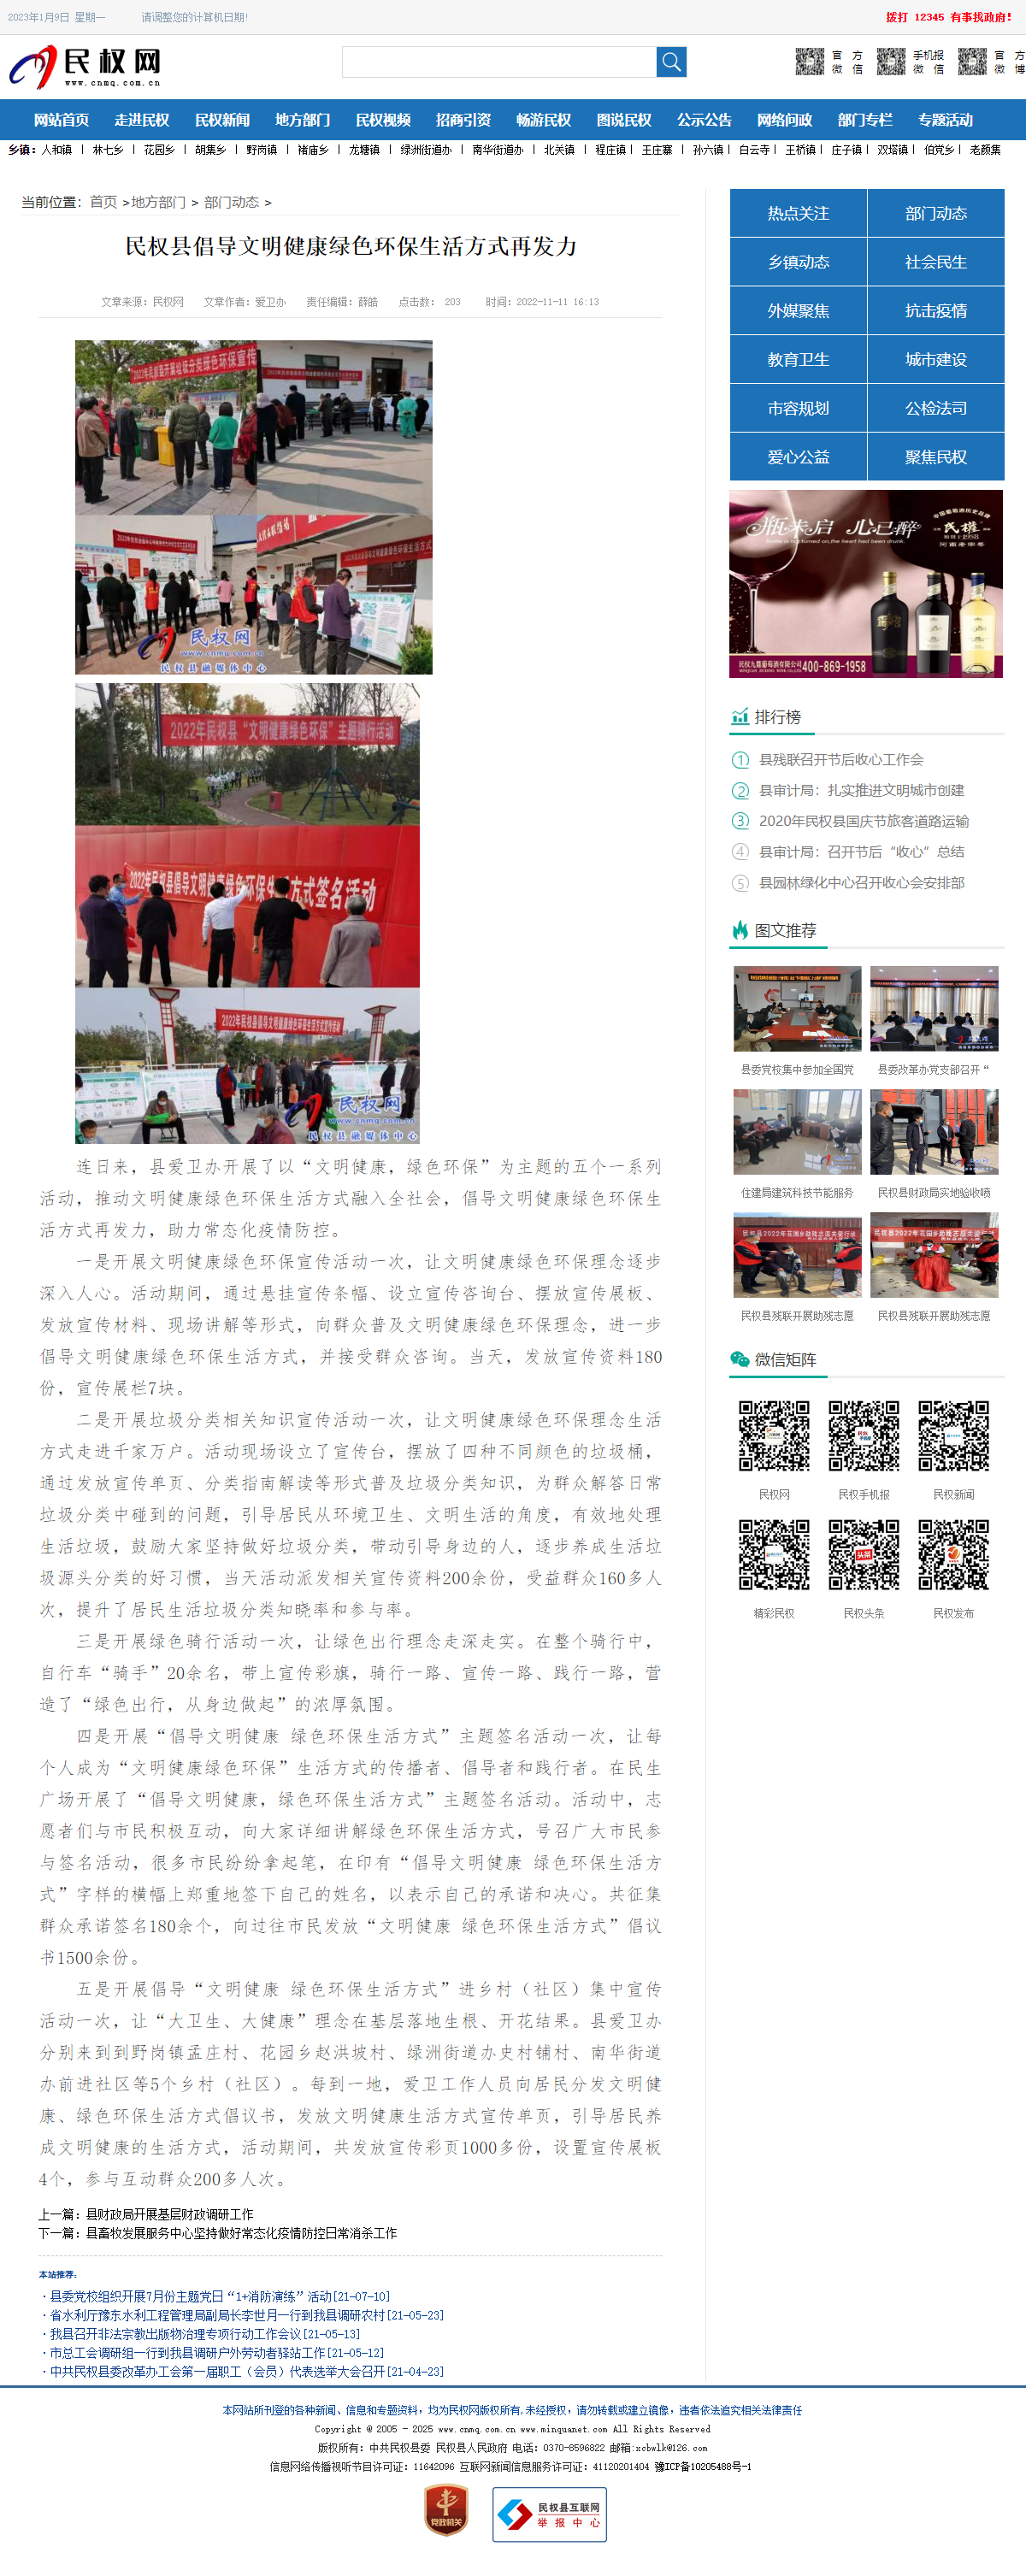 2023年1月9日 星期一 请调整您的计算机日期!
拨打 12345 有事找政府!
民权网
www.cnmq.com.cn
官方微信 手机报微信 官方微博
网站首页 走进民权 民权新闻 地方部门 民权视频 招商引资 畅游民权 图说民权 公示公告 网络问政 部门专栏 专题活动
乡镇：人和镇 | 林七乡 | 花园乡 | 胡集乡 | 野岗镇 | 褚庙乡 | 龙塘镇 | 绿洲街道办 | 南华街道办 | 北关镇 | 程庄镇 | 王庄寨 | 孙六镇 | 白云寺 | 王桥镇 | 庄子镇 | 双塔镇 | 伯党乡 | 老颜集
当前位置：首页 >地方部门 > 部门动态 >
民权县倡导文明健康绿色环保生活方式再发力
文章来源：民权网 文章作者：爱卫办 责任编辑：薛皓 点击数： 203 时间：2022-11-11 16:13
民权网
www.cnmq.com.cn
民权县融媒体中心
2022年民权县“文明健康绿色环保”主题骑行活动
2022年民权县倡导文明健康绿色环保生活方式签名活动
2022年民权县倡导文明健康绿色环保生活方式宣传活动
民权网
民权县融媒体中心
连日来，县爱卫办开展了以“文明健康，绿色环保”为主题的五个一系列
活动，推动文明健康绿色环保生活方式融入全社会，倡导文明健康绿色环保生
活方式再发力，助力常态化疫情防控。
一是开展文明健康绿色环保宣传活动一次，让文明健康绿色环保理念逐步
深入人心。活动期间，通过悬挂宣传条幅、设立宣传咨询台、摆放宣传展板、
发放宣传材料、现场讲解等形式，向群众普及文明健康绿色环保理念，进一步
倡导文明健康绿色环保生活方式，并接受群众咨询。当天，发放宣传资料180
份，宣传展栏7块。
二是开展垃圾分类相关知识宣传活动一次，让文明健康绿色环保理念生活
方式走进千家万户。活动现场设立了宣传台，摆放了四种不同颜色的垃圾桶，
通过发放宣传单页、分类指南解读等形式普及垃圾分类知识，为群众解答日常
垃圾分类中碰到的问题，引导居民从环境卫生、文明生活的角度，有效地处理
生活垃圾，鼓励大家坚持做好垃圾分类，带动引导身边的人，逐步养成生活垃
圾源头分类的好习惯，当天活动派发相关宣传资料200余份，受益群众160多人
次，提升了居民生活垃圾分类知晓率和参与率。
三是开展绿色骑行活动一次，让绿色出行理念走深走实。在整个骑行中，
自行车“骑手”20余名，带上宣传彩旗，骑行一路、宣传一路、践行一路，营
造了“绿色出行，从身边做起”的浓厚氛围。
四是开展“倡导文明健康 绿色环保生活方式”主题签名活动一次，让每
个人成为“文明健康绿色环保”生活方式的传播者、倡导者和践行者。在民生
广场开展了“倡导文明健康，绿色环保生活方式”主题签名活动。活动中，志
愿者们与市民积极互动，向大家详细讲解绿色环保生活方式，号召广大市民参
与签名活动，很多市民纷纷拿起笔，在印有“倡导文明健康 绿色环保生活方
式”字样的横幅上郑重地签下自己的姓名，以表示自己的承诺和决心。共征集
群众承诺签名180余个，向过往市民发放“文明健康 绿色环保生活方式”倡议
书1500余份。
五是开展倡导“文明健康 绿色环保生活方式”进乡村（社区）集中宣传
活动一次，让“大卫生、大健康”理念在基层落地生根、开花结果。县爱卫办
分别来到到野岗镇孟庄村、花园乡赵洪坡村、绿洲街道办史村铺村、南华街道
办前进社区等5个乡村（社区）。每到一地，爱卫工作人员向居民分发文明健
康、绿色环保生活方式倡议书，发放文明健康生活方式宣传单页，引导居民养
成文明健康的生活方式，活动期间，共发放宣传彩页1000多份，设置宣传展板
4个，参与互动群众200多人次。
上一篇：县财政局开展基层财政调研工作
下一篇：县畜牧发展服务中心坚持做好常态化疫情防控日常消杀工作
本站推荐：
·县委党校组织开展7月份主题党日“1+消防演练”活动[21-07-10]
·省水利厅豫东水利工程管理局副局长李世月一行到我县调研农村[21-05-23]
·我县召开非法宗教出版物治理专项行动工作会议[21-05-13]
·市总工会调研组一行到我县调研户外劳动者驿站工作[21-05-12]
·中共民权县委改革办工会第一届职工（会员）代表选举大会召开[21-04-23]
热点关注 部门动态
乡镇动态 社会民生
外媒聚焦 抗击疫情
教育卫生 城市建设
市容规划 公检法司
爱心公益 聚焦民权
瓶未启 心已醉
民权
始创于1958
民权九鼎葡萄酒有限公司 400-869-1958
排行榜
1 县残联召开节后收心工作会
2 县审计局：扎实推进文明城市创建
3 2020年民权县国庆节旅客道路运输
4 县审计局：召开节后“收心”总结
5 县园林绿化中心召开收心会安排部
图文推荐
县委党校集中参加全国党 县委改革办党支部召开“
住建局建筑科技节能服务 民权县财政局实地验收喷
民权县残联开展助残志愿 民权县残联开展助残志愿
微信矩阵
民权网 民权手机报 民权新闻
头条
精彩民权 民权头条 民权发布
本网站所刊登的各种新闻、信息和专题资料，均为民权网版权所有,未经授权，请勿转载或建立镜像，违者依法追究相关法律责任
Copyright @ 2005 - 2025 www.cnmq.com.cn www.minquanet.com All Rights Reserved
版权所有：中共民权县委 民权县人民政府 电话：0370-8596822 邮箱:xcbwlk@126.com
信息网络传播视听节目许可证：11642096 互联网新闻信息服务许可证：41120201404 豫ICP备10205488号-1
党政机关
民权县互联网
举报中心